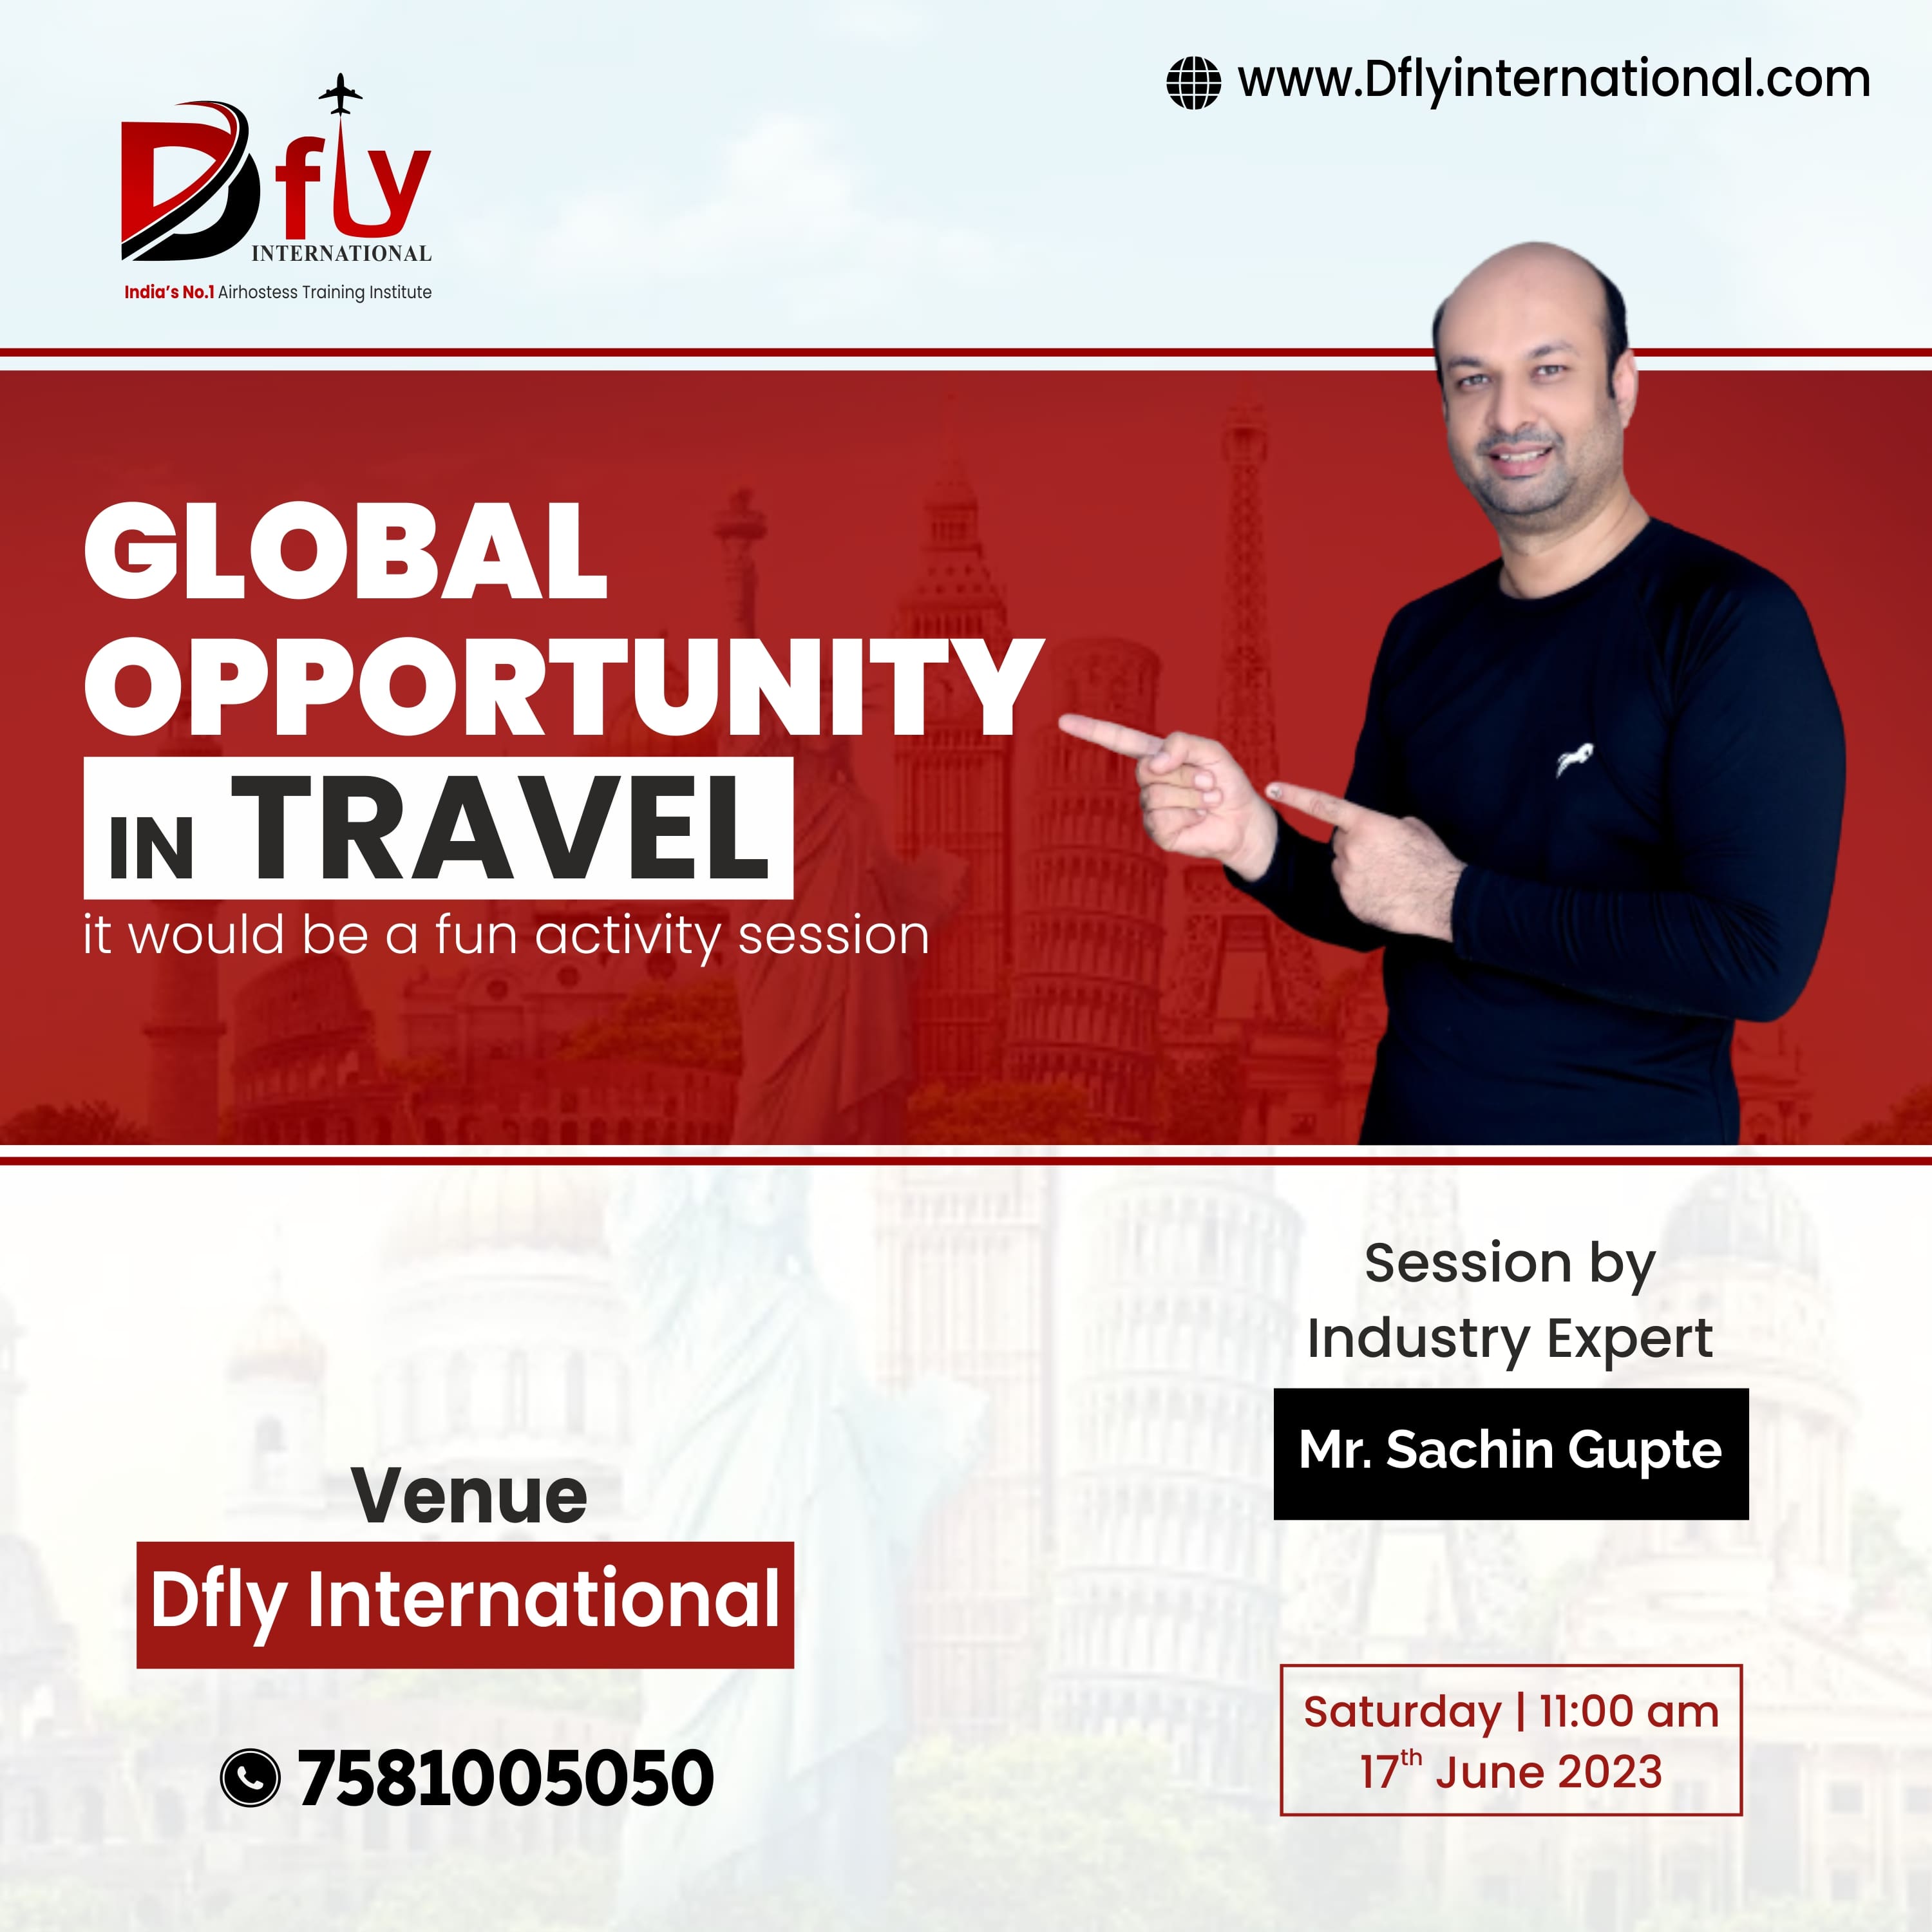 www.Dflyinternational.com
Dfly
INTERNATIONAL
India's No.1 Airhostess Training Institute
GLOBAL
OPPORTUNITY
IN TRAVEL
it would be a fun activity session
Session by
Industry Expert
Mr. Sachin Gupte
Venue
Dfly International
7581005050
Saturday | 11:00 am
17th June 2023